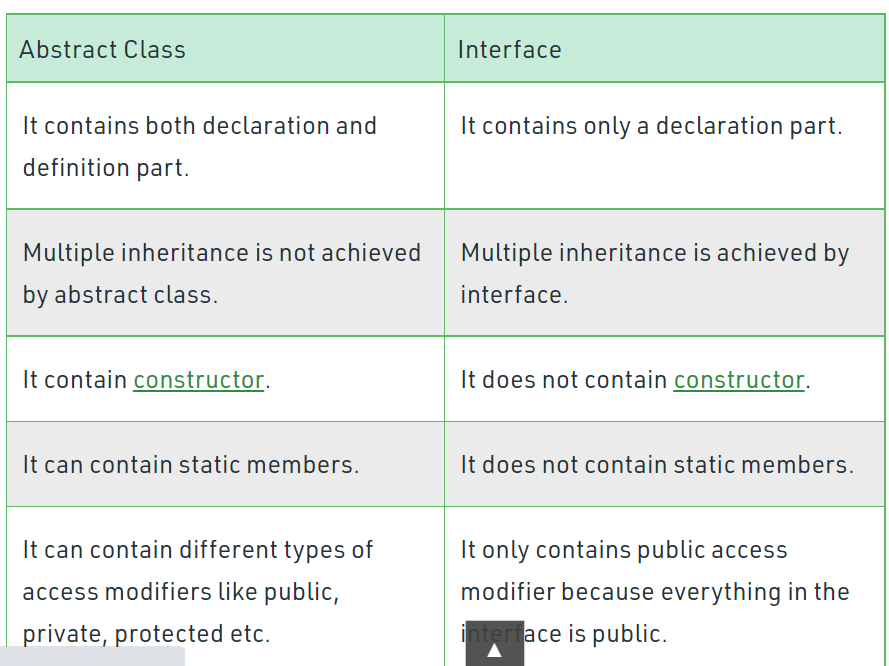 Abstract Class
Interface
It contains both declaration and
definition part.
It contains only a declaration part.
Multiple inheritance is not achieved
by abstract class.
Multiple inheritance is achieved by
interface.
It contain constructor.
It does not contain constructor.
It can contain static members.
It does not contain static members.
It can contain different types of
access modifiers like public,
private, protected etc.
It only contains public access
modifier because everything in the
interface is public.